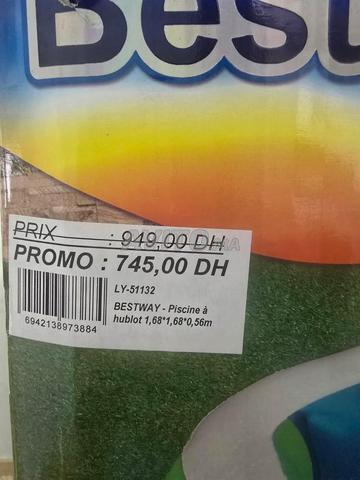 Best
PRIX : 949,00 DH
PROMO : 745,00 DH
LY-51132
BESTWAY - Piscine à
hublot 1,68*1,68*0,56m
6942138973884